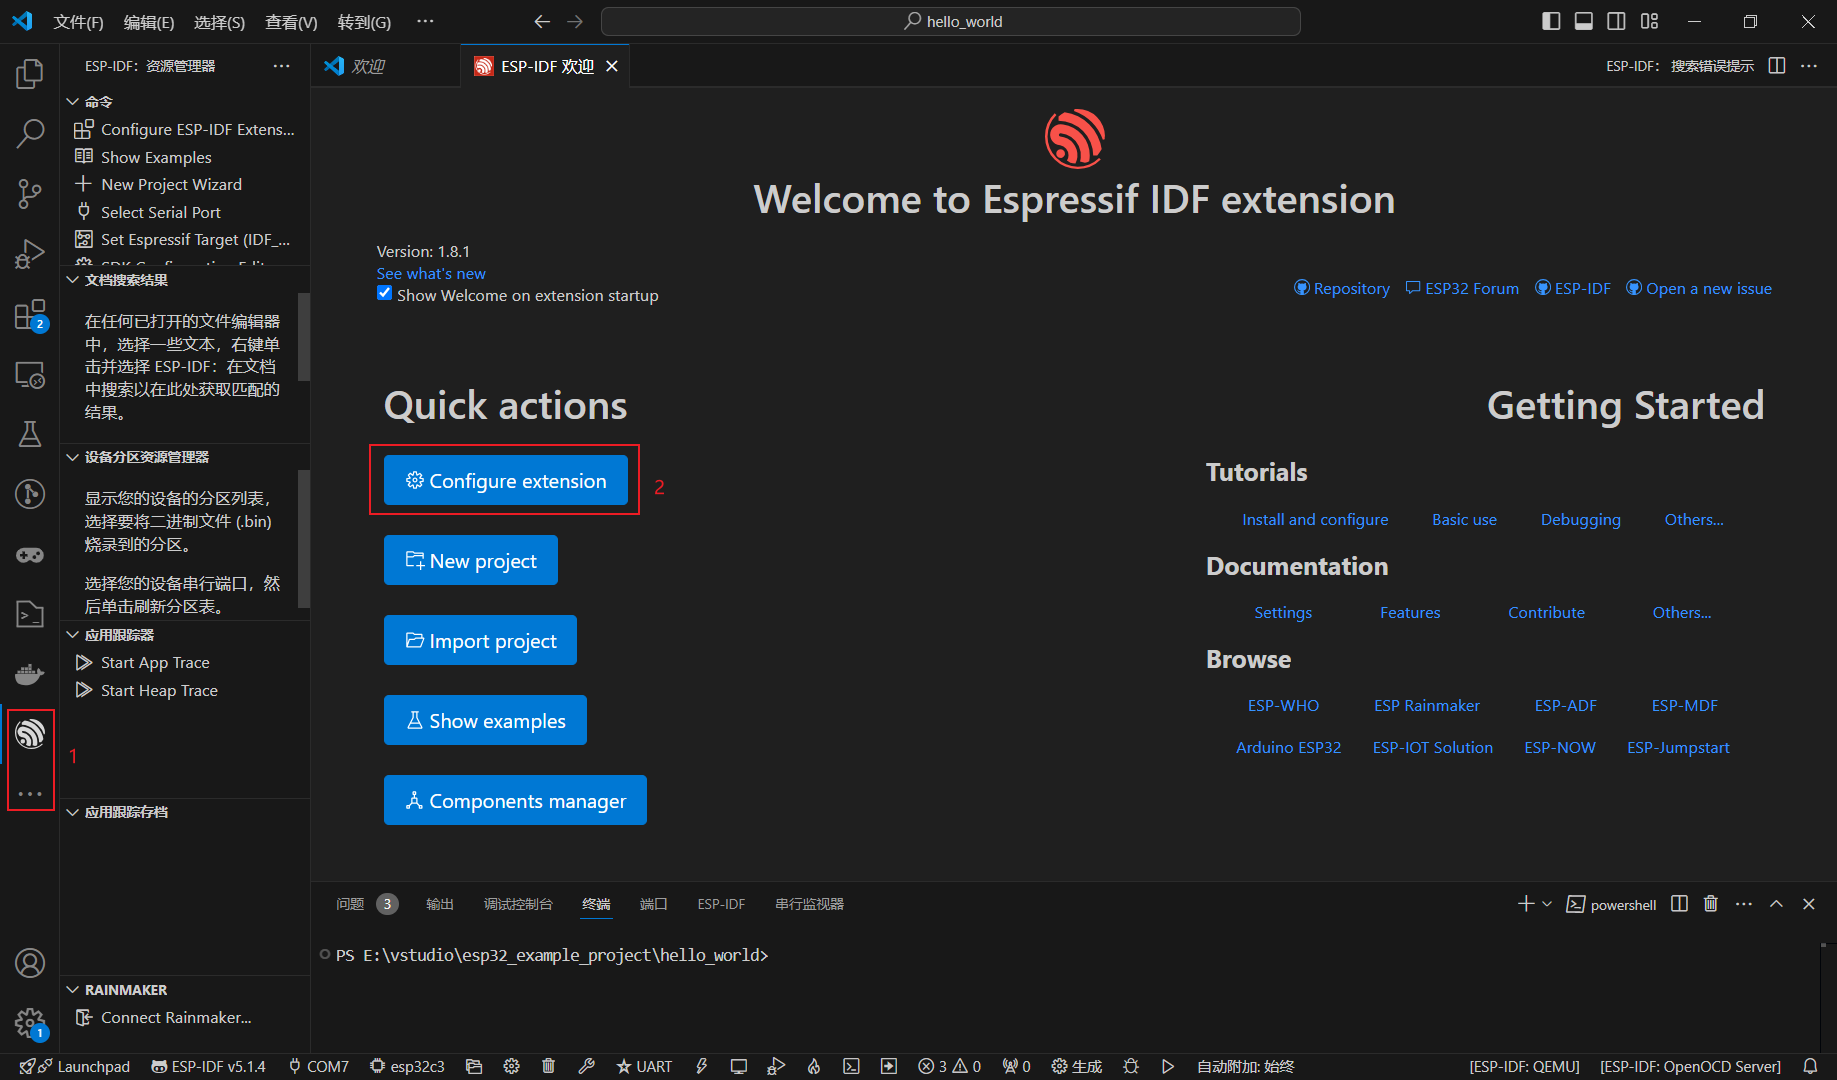 文件(F) 编辑(E) 选择(S) 查看(V) 转到(G) ··· hello_world
ESP-IDF：资源管理器 ···
欢迎
ESP-IDF 欢迎
ESP-IDF： 搜索错误提示
命令
Configure ESP-IDF Extens...
Show Examples
New Project Wizard
Select Serial Port
Set Espressif Target (IDF_...
SDK Configuration Edit
文档搜索结果
在任何已打开的文件编辑器
中，选择一些文本，右键单
击并选择 ESP-IDF：在文档
中搜索以在此处获取匹配的
结果。
设备分区资源管理器
显示您的设备的分区列表，
选择要将二进制文件 (.bin)
烧录到的分区。
选择您的设备串行端口，然
后单击刷新分区表。
应用跟踪器
Start App Trace
Start Heap Trace
应用跟踪存档
RAINMAKER
Connect Rainmaker...
2
1
1
Welcome to Espressif IDF extension
Version: 1.8.1
See what's new
Show Welcome on extension startup
Repository ESP32 Forum ESP-IDF Open a new issue
Quick actions
Configure extension
2
New project
Import project
Show examples
Components manager
Getting Started
Tutorials
Install and configure Basic use Debugging Others...
Documentation
Settings Features Contribute Others...
Browse
ESP-WHO ESP Rainmaker ESP-ADF ESP-MDF
Arduino ESP32 ESP-IOT Solution ESP-NOW ESP-Jumpstart
问题 3 输出 调试控制台 终端 端口 ESP-IDF 串行监视器
powershell
PS E:\vstudio\esp32_example_project\hello_world>
Launchpad ESP-IDF v5.1.4 COM7 esp32c3 UART 3 0 0 生成 自动附加: 始终 [ESP-IDF: QEMU] [ESP-IDF: OpenOCD Server]